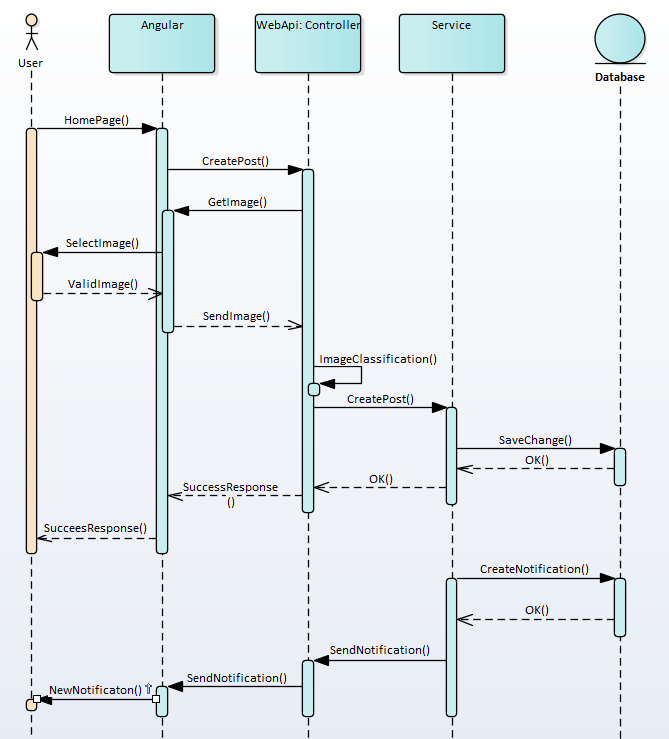 Angular
WebApi: Controller
Service
User
Database
HomePage()
CreatePost()
GetImage()
SelectImage()
ValidImage()
SendImage()
ImageClassification()
CreatePost()
SaveChange()
OK()
OK()
SuccessResponse
()
SucceesResponse()
CreateNotification()
OK()
SendNotification()
SendNotification()
NewNotificaton()